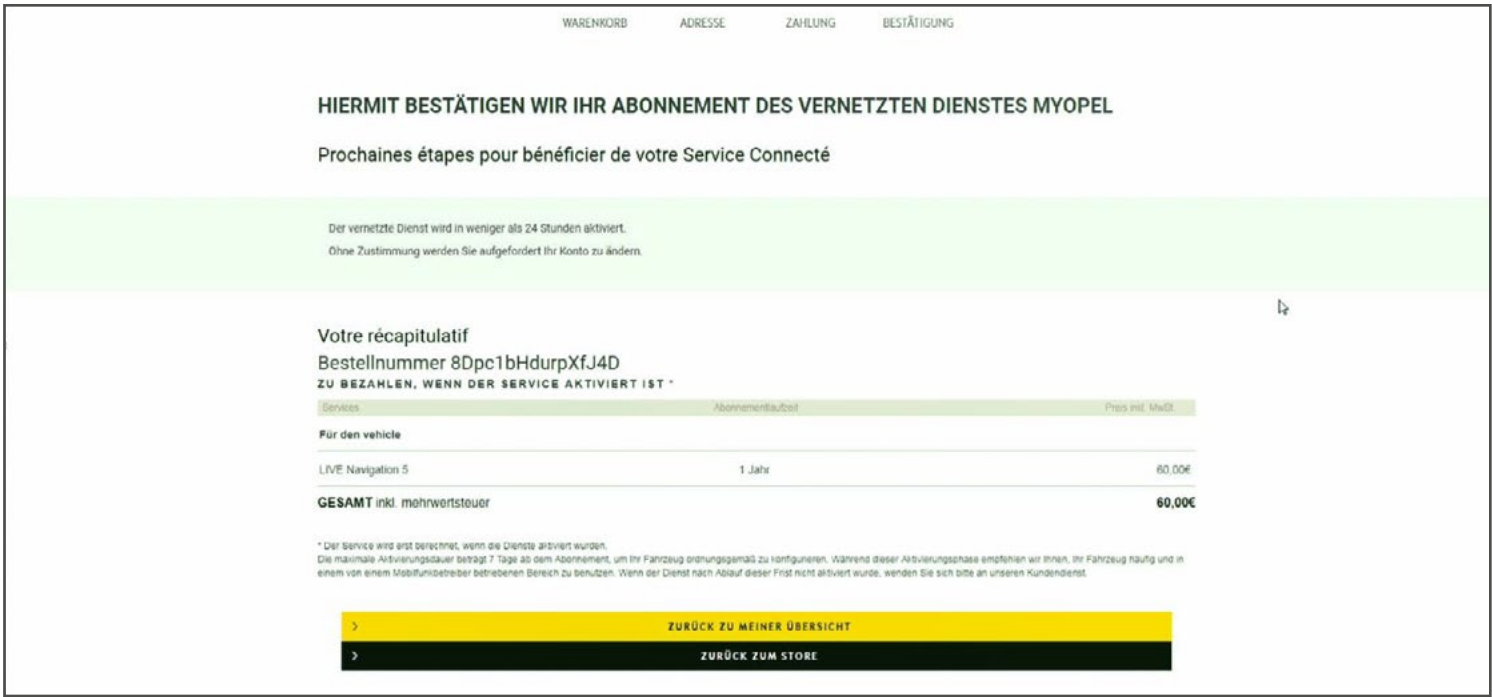 WARENKORB ADRESSE ZAHLUNG BESTÄTIGUNG
HIERMIT BESTÄTIGEN WIR IHR ABONNEMENT DES VERNETZTEN DIENSTES MYOPEL
Prochaines étapes pour bénéficier de votre Service Connecté
Der vernetzte Dienst wird in weniger als 24 Stunden aktiviert.
Ohne Zustimmung werden Sie aufgefordert Ihr Konto zu ändern.
Votre récapitulatif
Bestellnummer 8Dpc1bHdurpXfJ4D
ZU BEZAHLEN, WENN DER SERVICE AKTIVIERT IST *
Services Abonnementlaufzeit Preis inkl. MwSt.
Für den vehicle
LIVE Navigation 5 1 Jahr 60,00€
GESAMT inkl. mehrwertsteuer 60,00€
* Der Service wird erst berechnet, wenn die Dienste aktiviert wurden.
Die maximale Aktivierungsdauer beträgt 7 Tage ab dem Abonnement, um Ihr Fahrzeug ordnungsgemäß zu konfigurieren. Während dieser Aktivierungsphase empfehlen wir Ihnen, Ihr Fahrzeug häufig und in
einem von einem Mobilfunkbetreiber betriebenen Bereich zu benutzen. Wenn der Dienst nach Ablauf dieser Frist nicht aktiviert wurde, wenden Sie sich bitte an unseren Kundendienst.
> ZURÜCK ZU MEINER ÜBERSICHT
> ZURÜCK ZUM STORE